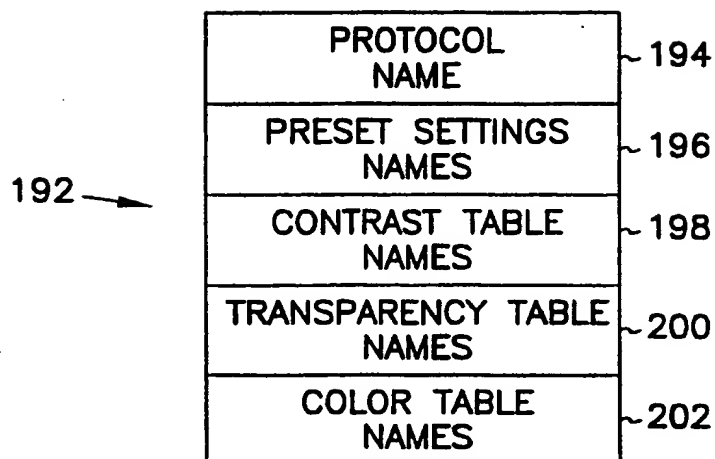 PROTOCOL
NAME
194
PRESET SETTINGS
NAMES
196
192
CONTRAST TABLE
NAMES
198
TRANSPARENCY TABLE
NAMES
200
COLOR TABLE
NAMES
202